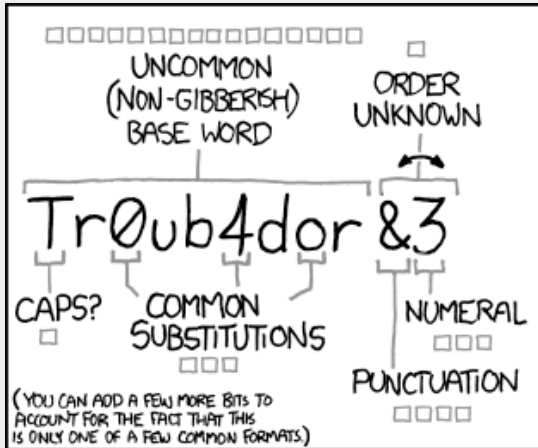 UNCOMMON
(NON-GIBBERISH)
BASE WORD
ORDER
UNKNOWN
Tr0ub4dor &3
CAPS?
COMMON
SUBSTITUTIONS
NUMERAL
PUNCTUATION
(YOU CAN ADD A FEW MORE BITS TO
ACCOUNT FOR THE FACT THAT THIS
IS ONLY ONE OF A FEW COMMON FORMATS.)